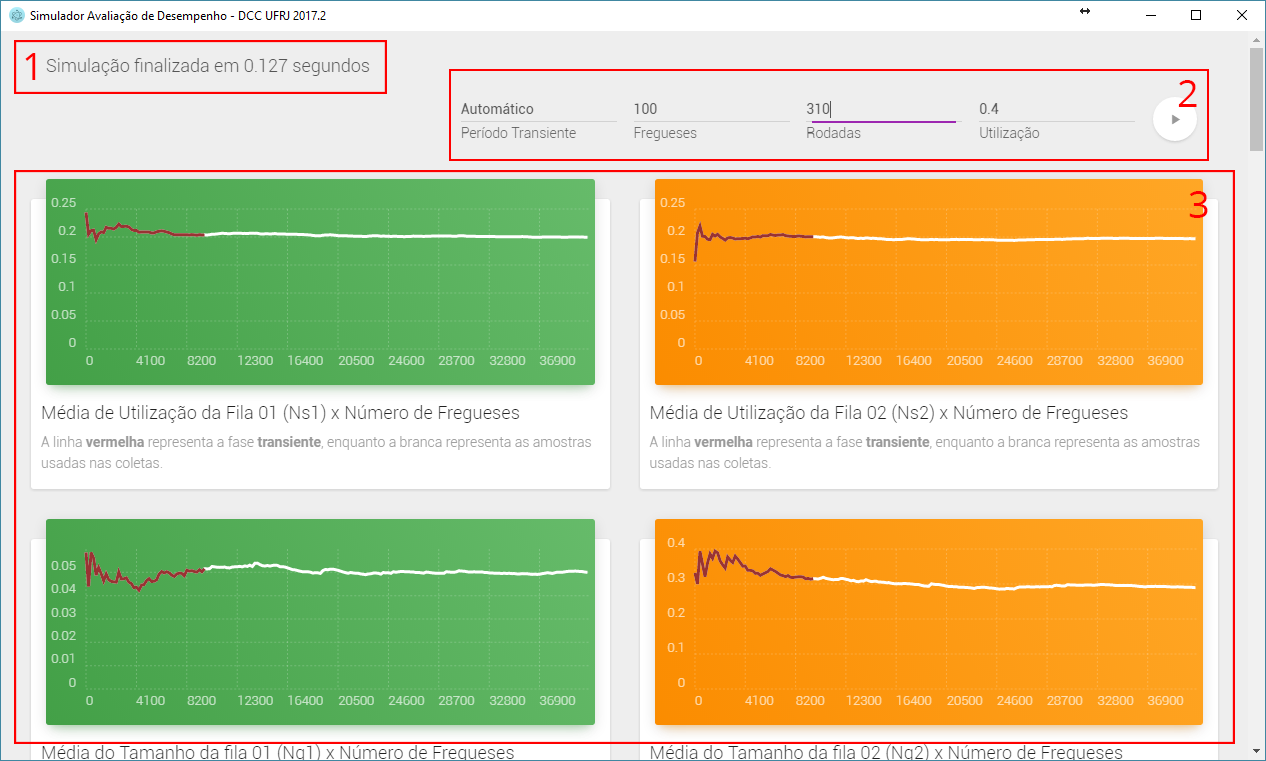 Simulador Avaliação de Desempenho - DCC UFRJ 2017.2
1 Simulação finalizada em 0.127 segundos
2
Automático 100 310 0.4
Período Transiente Fregueses Rodadas Utilização
3
0.25
0.2
0.15
0.1
0.05
0
0 4100 8200 12300 16400 20500 24600 28700 32800 36900
Média de Utilização da Fila 01 (Ns1) x Número de Fregueses
A linha vermelha representa a fase transiente, enquanto a branca representa as amostras
usadas nas coletas.
0.25
0.2
0.15
0.1
0.05
0
0 4100 8200 12300 16400 20500 24600 28700 32800 36900
Média de Utilização da Fila 02 (Ns2) x Número de Fregueses
A linha vermelha representa a fase transiente, enquanto a branca representa as amostras
usadas nas coletas.
0.05
0.04
0.03
0.02
0.01
0
0 4100 8200 12300 16400 20500 24600 28700 32800 36900
Média do Tamanho da fila 01 (Nq1) x Número de Fregueses
0.4
0.3
0.2
0.1
0
0 4100 8200 12300 16400 20500 24600 28700 32800 36900
Média do Tamanho da fila 02 (Nq2) x Número de Fregueses